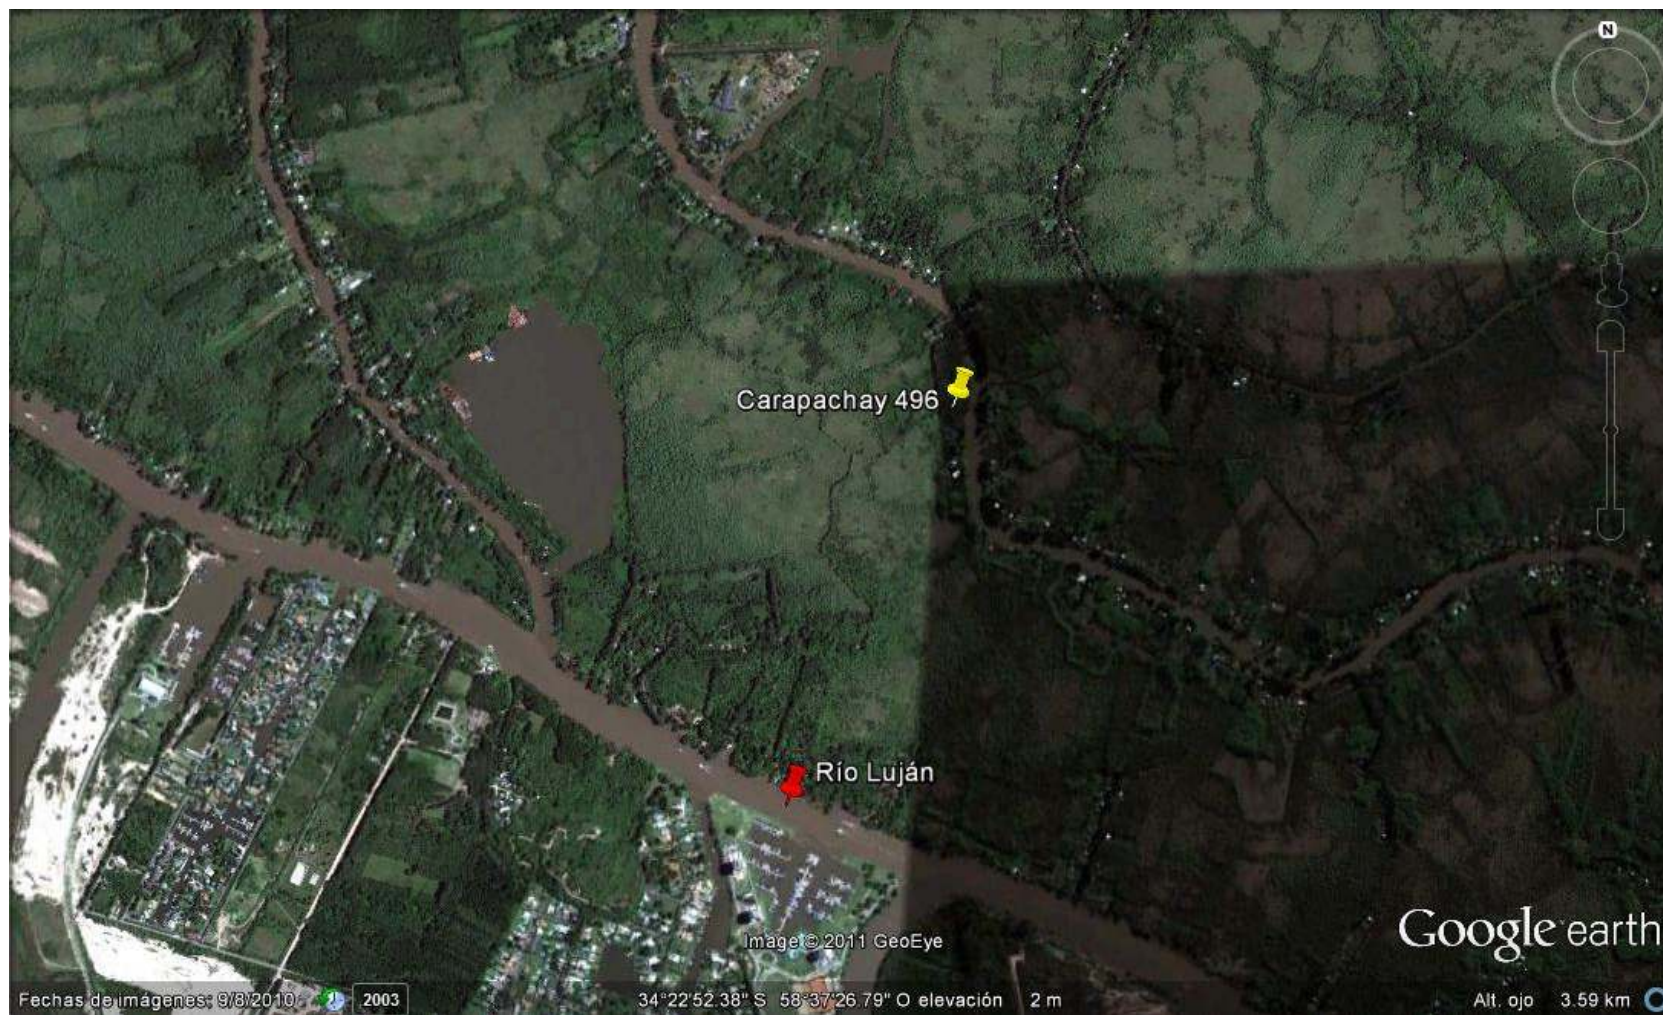 N
Carapachay 496
Río Luján
Google earth
Image © 2011 GeoEye
Fechas de imágenes: 9/8/2010 2003 34°22'52.38" S 58°37'26.79" O elevación 2 m Alt. ojo 3.59 km